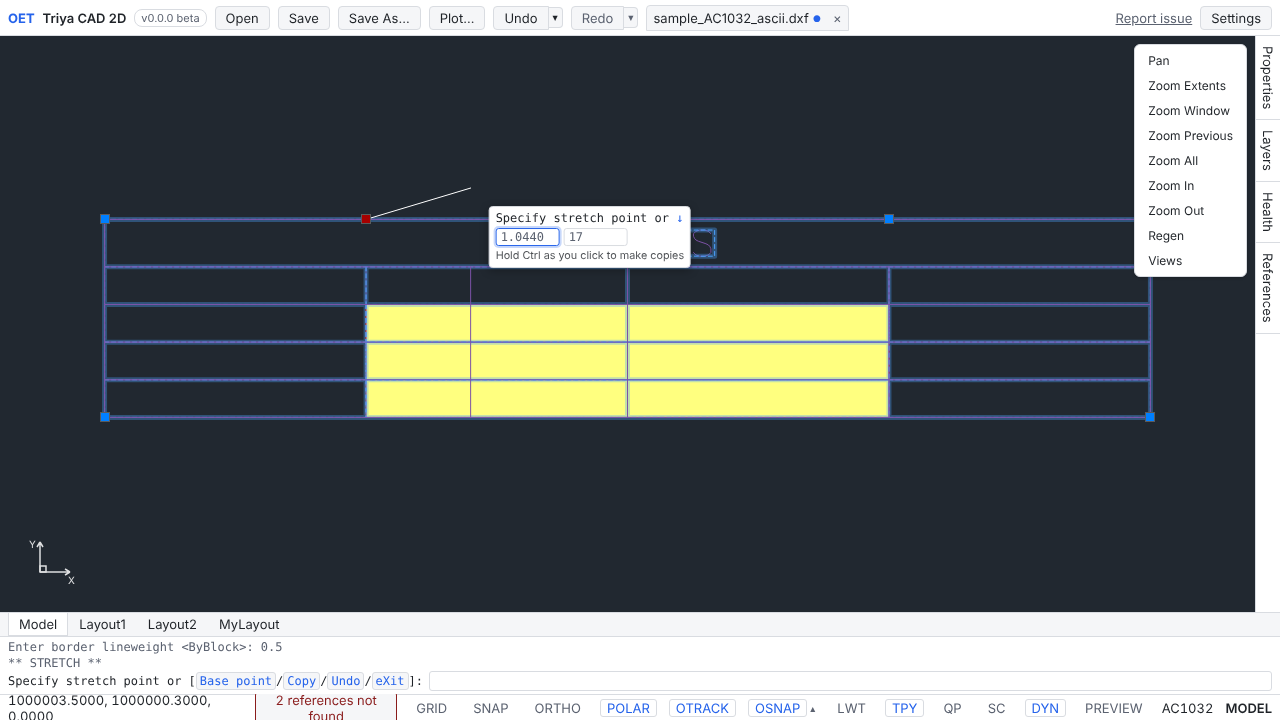 OET Triya CAD 2D v0.0.0 beta Open Save Save As... Plot... Undo ▾ Redo ▾ sample_AC1032_ascii.dxf ● × Report issue Settings
Pan
Zoom Extents
Zoom Window
Zoom Previous
Zoom All
Zoom In
Zoom Out
Regen
Views
Properties
Layers
Health
References
Specify stretch point or ↓
1.0440 17
Hold Ctrl as you click to make copies
S
Y
X
Model Layout1 Layout2 MyLayout
Enter border lineweight <ByBlock>: 0.5
** STRETCH **
Specify stretch point or [Base point/Copy/Undo/eXit]:
1000003.5000, 1000000.3000, 0.0000
2 references not found
GRID SNAP ORTHO POLAR OTRACK OSNAP ▴ LWT TPY QP SC DYN PREVIEW AC1032 MODEL